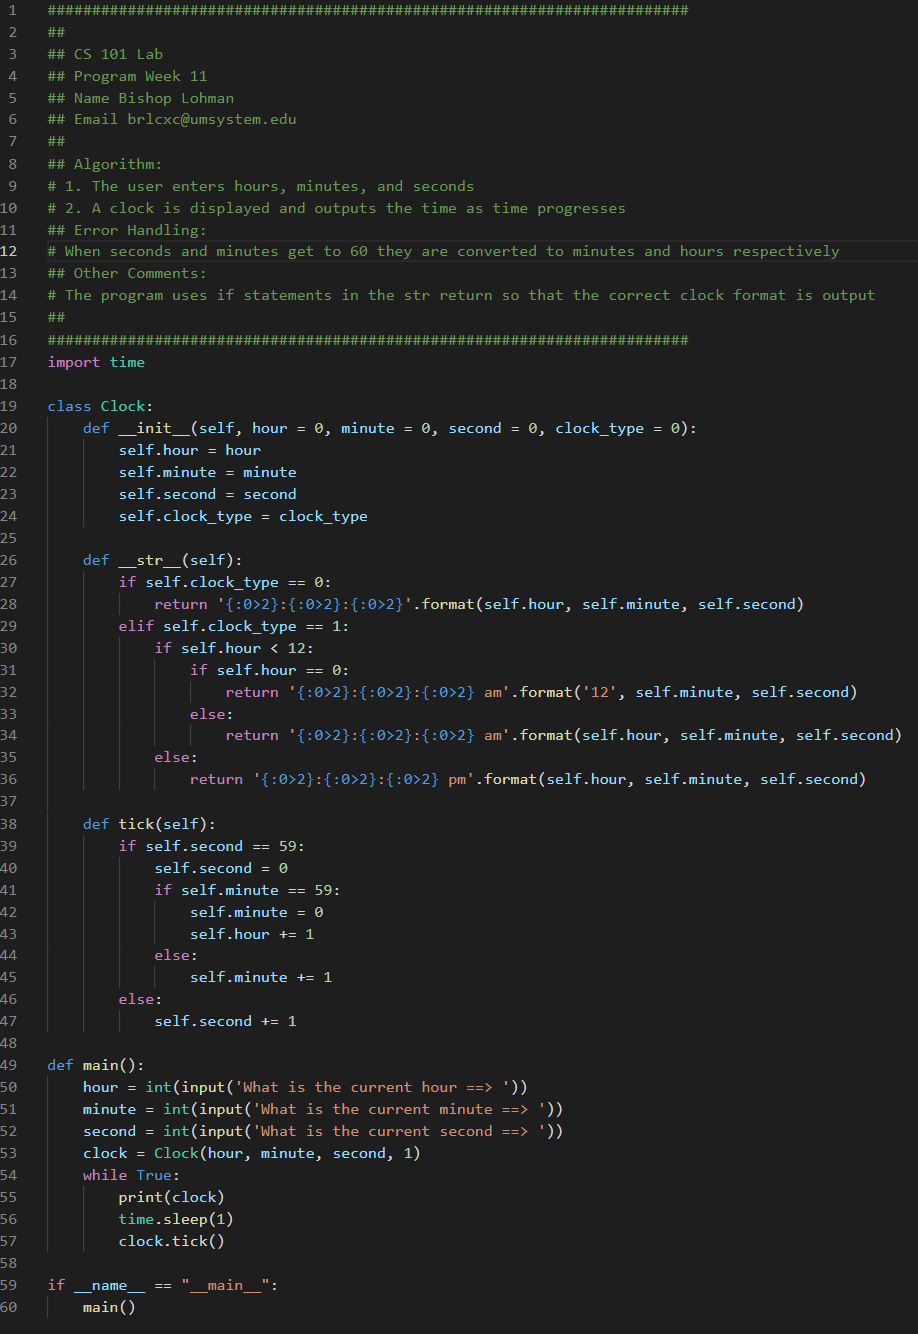 1 ########################################################################
2 ##
3 ## CS 101 Lab
4 ## Program Week 11
5 ## Name Bishop Lohman
6 ## Email brlcxc@umsystem.edu
7 ##
8 ## Algorithm:
9 # 1. The user enters hours, minutes, and seconds
10 # 2. A clock is displayed and outputs the time as time progresses
11 ## Error Handling:
12 # When seconds and minutes get to 60 they are converted to minutes and hours respectively
13 ## Other Comments:
14 # The program uses if statements in the str return so that the correct clock format is output
15 ##
16 ########################################################################
17 import time
18
19 class Clock:
20     def __init__(self, hour = 0, minute = 0, second = 0, clock_type = 0):
21         self.hour = hour
22         self.minute = minute
23         self.second = second
24         self.clock_type = clock_type
25
26     def __str__(self):
27         if self.clock_type == 0:
28             return '{:0>2}:{:0>2}:{:0>2}'.format(self.hour, self.minute, self.second)
29         elif self.clock_type == 1:
30             if self.hour < 12:
31                 if self.hour == 0:
32                     return '{:0>2}:{:0>2}:{:0>2} am'.format('12', self.minute, self.second)
33                 else:
34                     return '{:0>2}:{:0>2}:{:0>2} am'.format(self.hour, self.minute, self.second)
35             else:
36                 return '{:0>2}:{:0>2}:{:0>2} pm'.format(self.hour, self.minute, self.second)
37
38     def tick(self):
39         if self.second == 59:
40             self.second = 0
41             if self.minute == 59:
42                 self.minute = 0
43                 self.hour += 1
44             else:
45                 self.minute += 1
46         else:
47             self.second += 1
48
49 def main():
50     hour = int(input('What is the current hour ==> '))
51     minute = int(input('What is the current minute ==> '))
52     second = int(input('What is the current second ==> '))
53     clock = Clock(hour, minute, second, 1)
54     while True:
55         print(clock)
56         time.sleep(1)
57         clock.tick()
58
59 if __name__ == "__main__":
60     main()